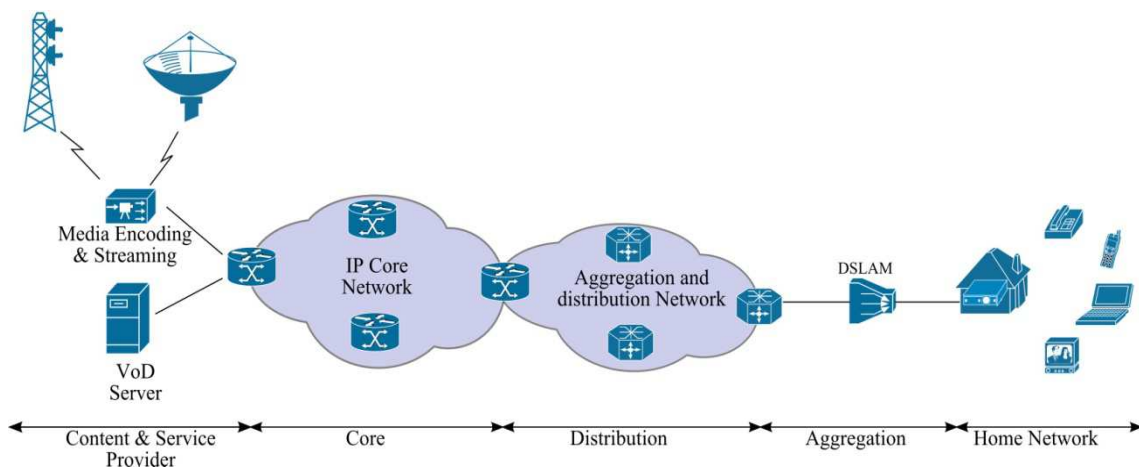 Media Encoding
& Streaming
VoD
Server
IP Core
Network
Aggregation and
distribution Network
DSLAM
Content & Service
Provider
Core
Distribution
Aggregation
Home Network